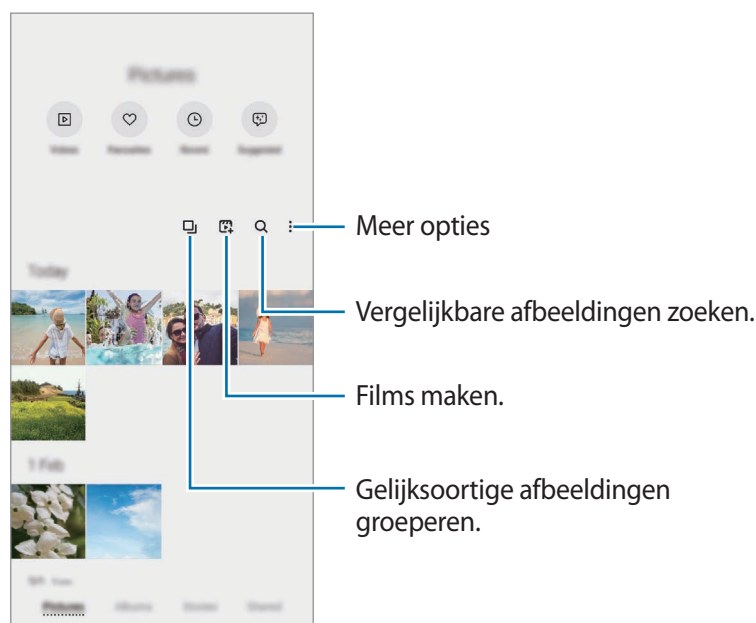 Pictures
Videos Favourites Recent Suggested
Meer opties
Today
Vergelijkbare afbeeldingen zoeken.
Films maken.
1 Feb
Gelijksoortige afbeeldingen
groeperen.
Pictures Albums Stories Shared